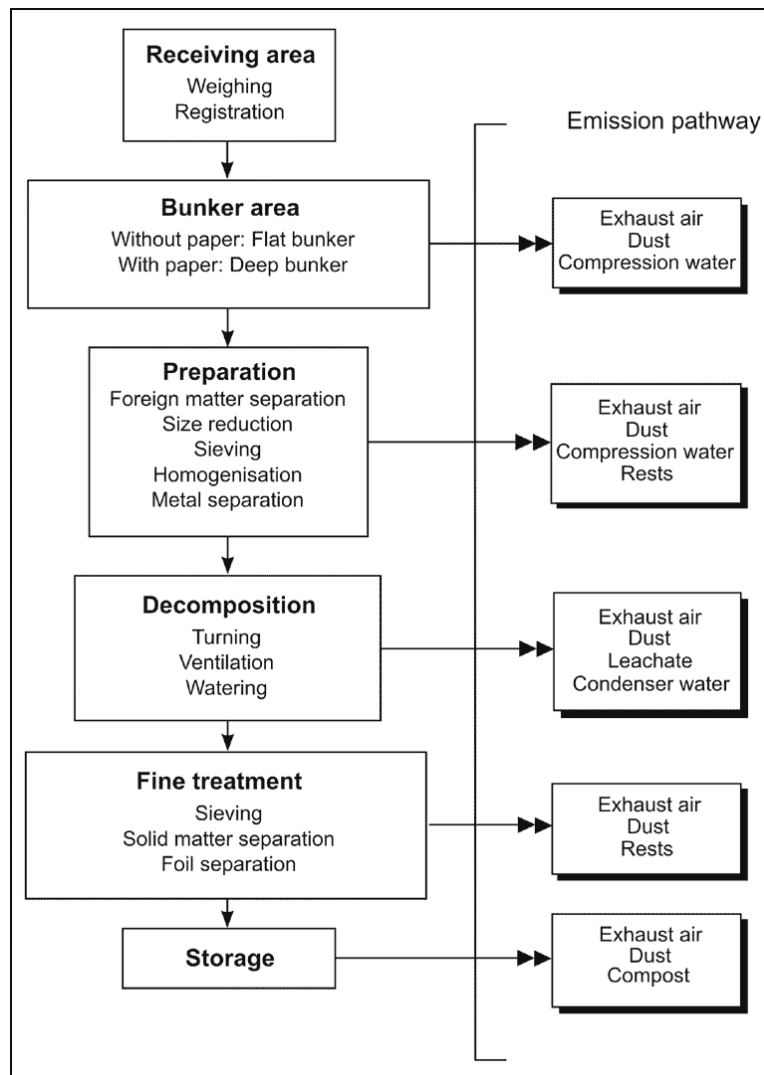 Receiving area
Weighing
Registration
Emission pathway
Bunker area
Without paper: Flat bunker
With paper: Deep bunker
Exhaust air
Dust
Compression water
Preparation
Foreign matter separation
Size reduction
Sieving
Homogenisation
Metal separation
Exhaust air
Dust
Compression water
Rests
Decomposition
Turning
Ventilation
Watering
Exhaust air
Dust
Leachate
Condenser water
Fine treatment
Sieving
Solid matter separation
Foil separation
Exhaust air
Dust
Rests
Storage
Exhaust air
Dust
Compost